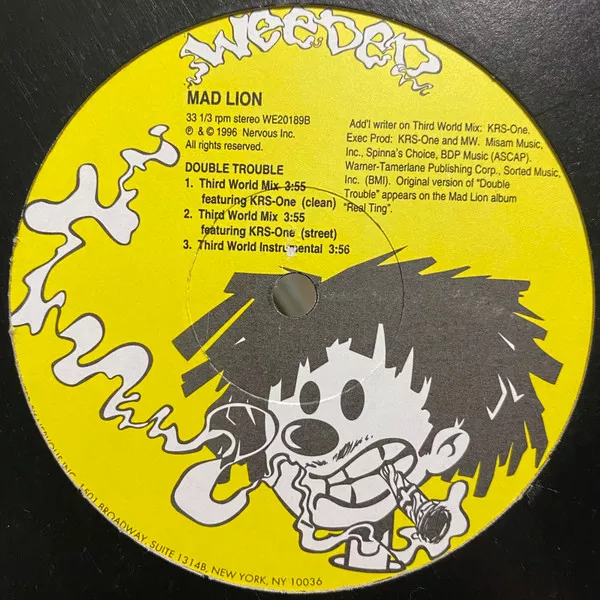 WEEDED
MAD LION
33 1/3 rpm stereo WE20189B
℗ & © 1996 Nervous Inc.
All rights reserved.
DOUBLE TROUBLE
1. Third World Mix 3:55
featuring KRS-One (clean)
2. Third World Mix 3:55
featuring KRS-One (street)
3. Third World Instrumental 3:56
Add'l writer on Third World Mix: KRS-One.
Exec Prod: KRS-One and MW. Misam Music,
Inc., Spinna's Choice, BDP Music (ASCAP).
Warner-Tamerlane Publishing Corp., Sorted Music,
Inc. (BMI). Original version of "Double
Trouble" appears on the Mad Lion album
"Real Ting".
INC. 1501 BROADWAY, SUITE 1314B, NEW YORK, NY 10036